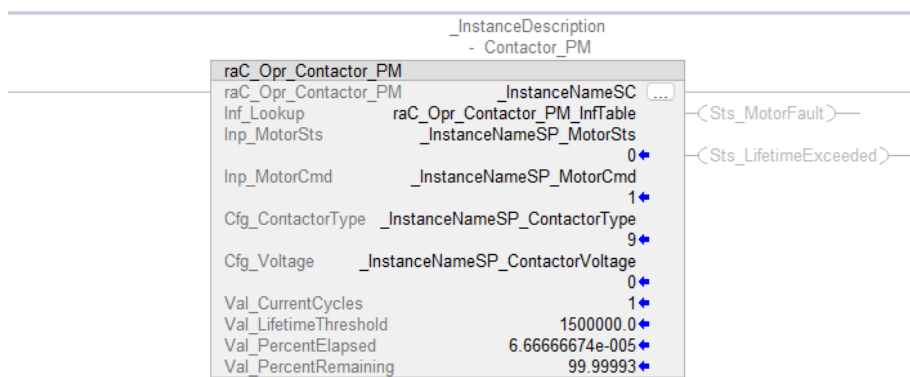 _InstanceDescription
- Contactor_PM
raC_Opr_Contactor_PM
raC_Opr_Contactor_PM _InstanceNameSC ...
Inf_Lookup raC_Opr_Contactor_PM_InfTable (Sts_MotorFault)
Inp_MotorSts _InstanceNameSP_MotorSts
0 (Sts_LifetimeExceeded)
Inp_MotorCmd _InstanceNameSP_MotorCmd
1
Cfg_ContactorType _InstanceNameSP_ContactorType
9
Cfg_Voltage _InstanceNameSP_ContactorVoltage
0
Val_CurrentCycles 1
Val_LifetimeThreshold 1500000.0
Val_PercentElapsed 6.66666674e-005
Val_PercentRemaining 99.99993